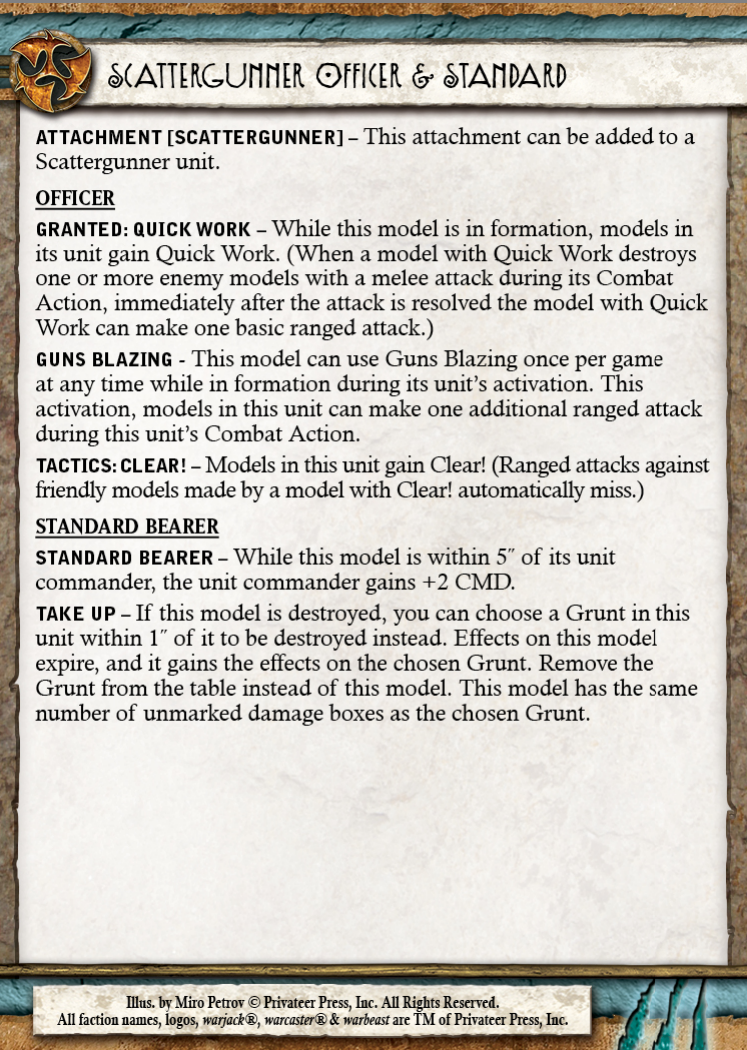 SCATTERGUNNER OFFICER & STANDARD
ATTACHMENT [SCATTERGUNNER] – This attachment can be added to a
Scattergunner unit.
OFFICER
GRANTED: QUICK WORK – While this model is in formation, models in
its unit gain Quick Work. (When a model with Quick Work destroys
one or more enemy models with a melee attack during its Combat
Action, immediately after the attack is resolved the model with Quick
Work can make one basic ranged attack.)
GUNS BLAZING - This model can use Guns Blazing once per game
at any time while in formation during its unit's activation. This
activation, models in this unit can make one additional ranged attack
during this unit's Combat Action.
TACTICS: CLEAR! – Models in this unit gain Clear! (Ranged attacks against
friendly models made by a model with Clear! automatically miss.)
STANDARD BEARER
STANDARD BEARER – While this model is within 5˝ of its unit
commander, the unit commander gains +2 CMD.
TAKE UP – If this model is destroyed, you can choose a Grunt in this
unit within 1˝ of it to be destroyed instead. Effects on this model
expire, and it gains the effects on the chosen Grunt. Remove the
Grunt from the table instead of this model. This model has the same
number of unmarked damage boxes as the chosen Grunt.
Illus. by Miro Petrov © Privateer Press, Inc. All Rights Reserved.
All faction names, logos, warjack®, warcaster® & warbeast are TM of Privateer Press, Inc.